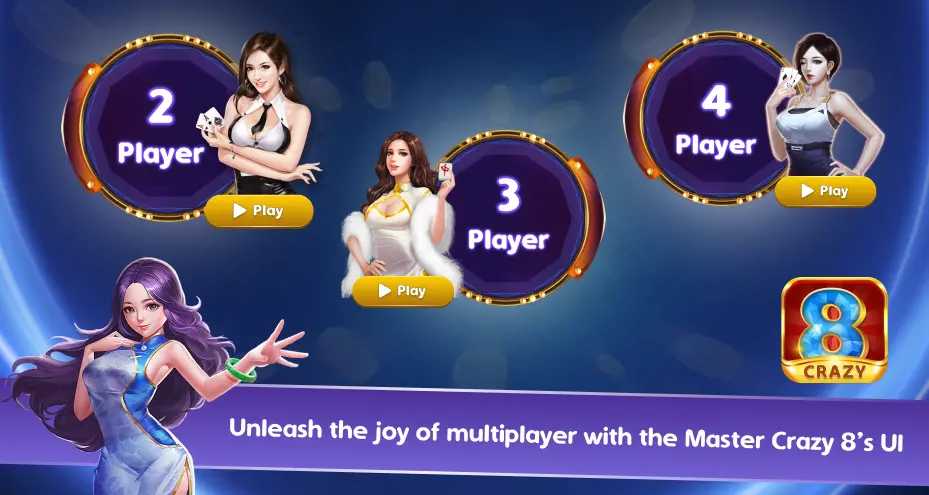 2
Player
Play
3
Player
Play
4
Player
Play
8
CRAZY
Unleash the joy of multiplayer with the Master Crazy 8's UI